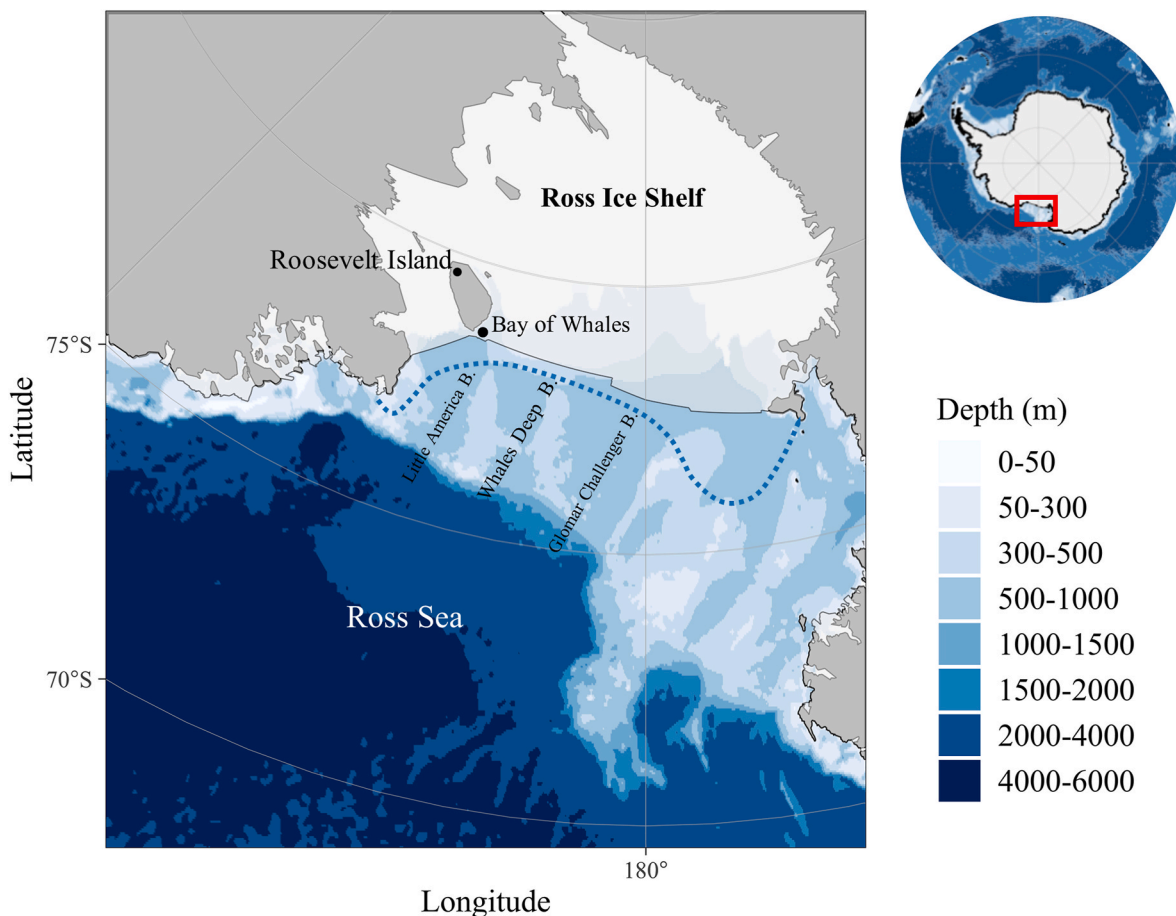 Ross Ice Shelf
Roosevelt Island
Bay of Whales
75°S
Little America B.
Whales Deep B.
Glomar Challenger B.
Latitude
Ross Sea
70°S
180°
Longitude
Depth (m)
0-50
50-300
300-500
500-1000
1000-1500
1500-2000
2000-4000
4000-6000